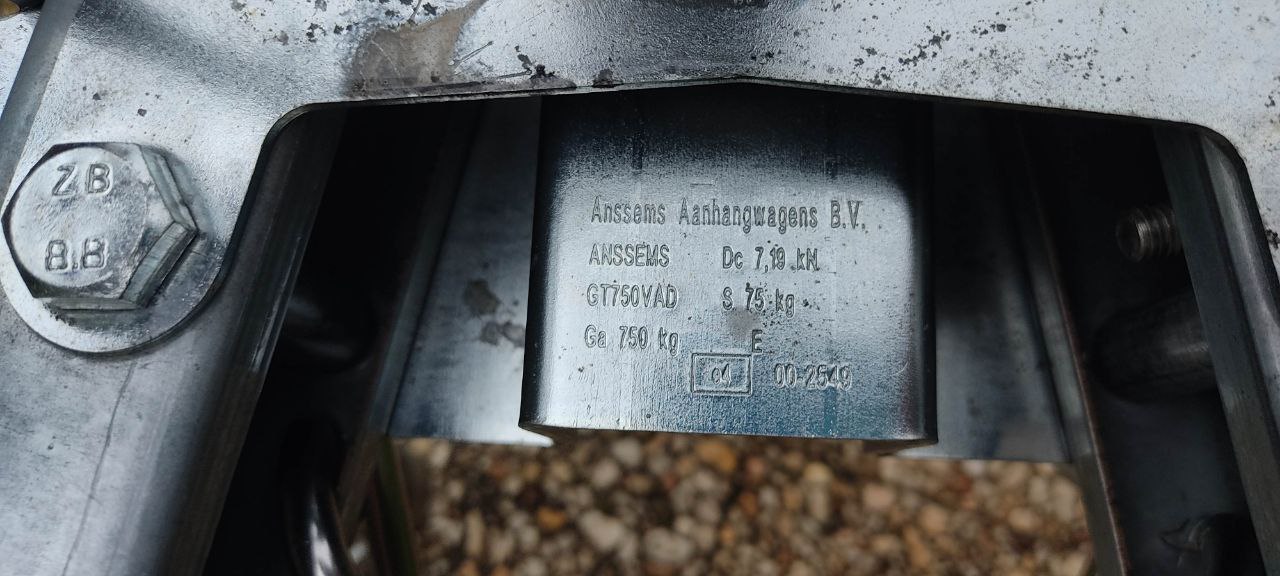 ZB
8.8
Anssems Aanhangwagens B.V.
ANSSEMS Dc 7,19 kN
GT750VAD S 75 kg
Ga 750 kg E
e4 00-2549